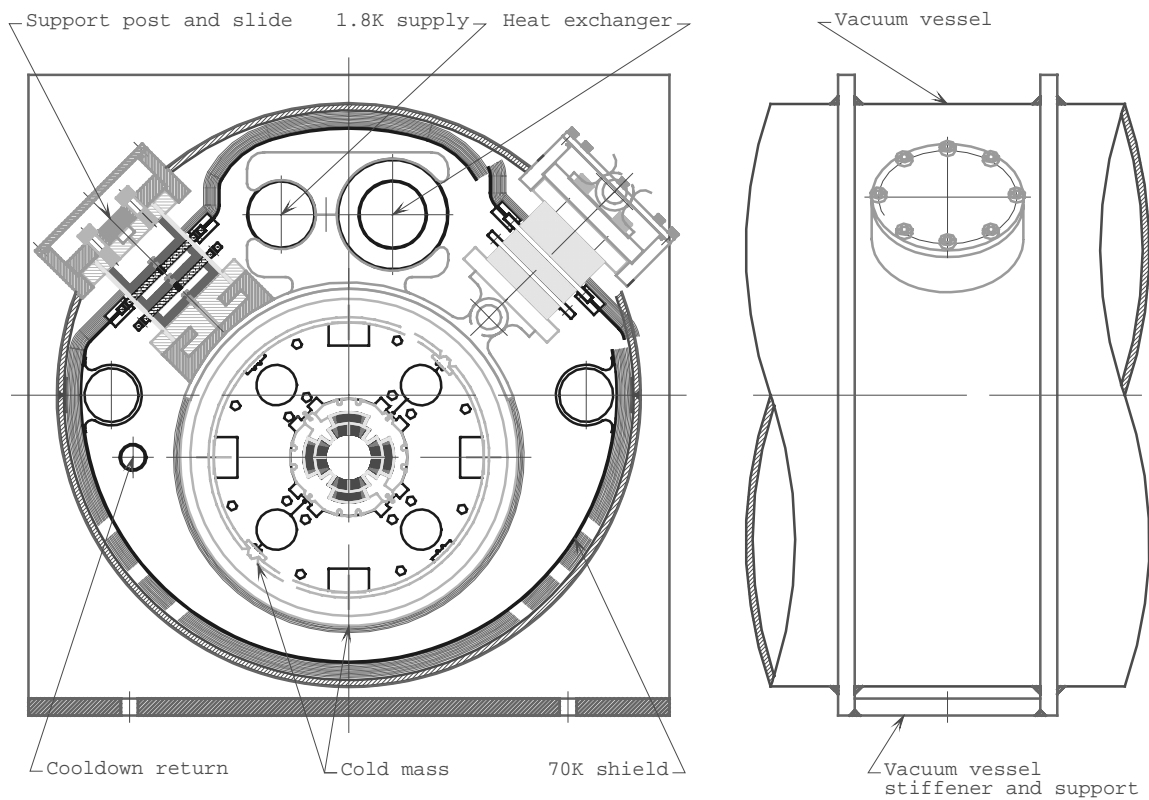 Support post and slide
1.8K supply
Heat exchanger
Vacuum vessel
Cooldown return
Cold mass
70K shield
Vacuum vessel
stiffener and support